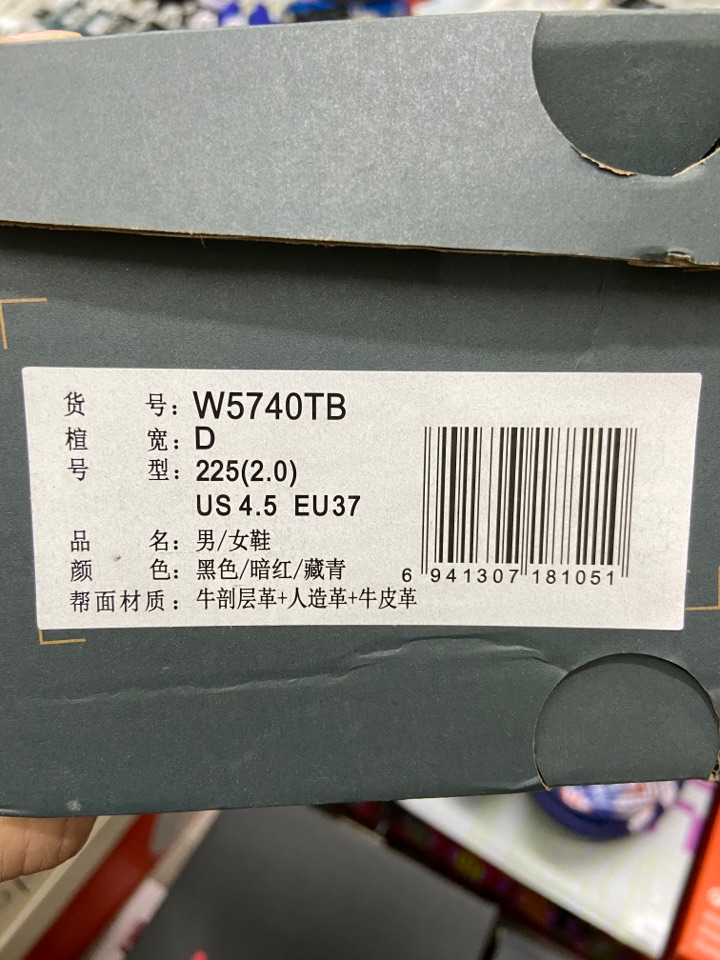 货 号：W5740TB
楦 宽：D
号 型：225(2.0)
US 4.5 EU37
品 名：男/女鞋
颜 色：黑色/暗红/藏青
帮面材质：牛剖层革+人造革+牛皮革
6 941307 181051